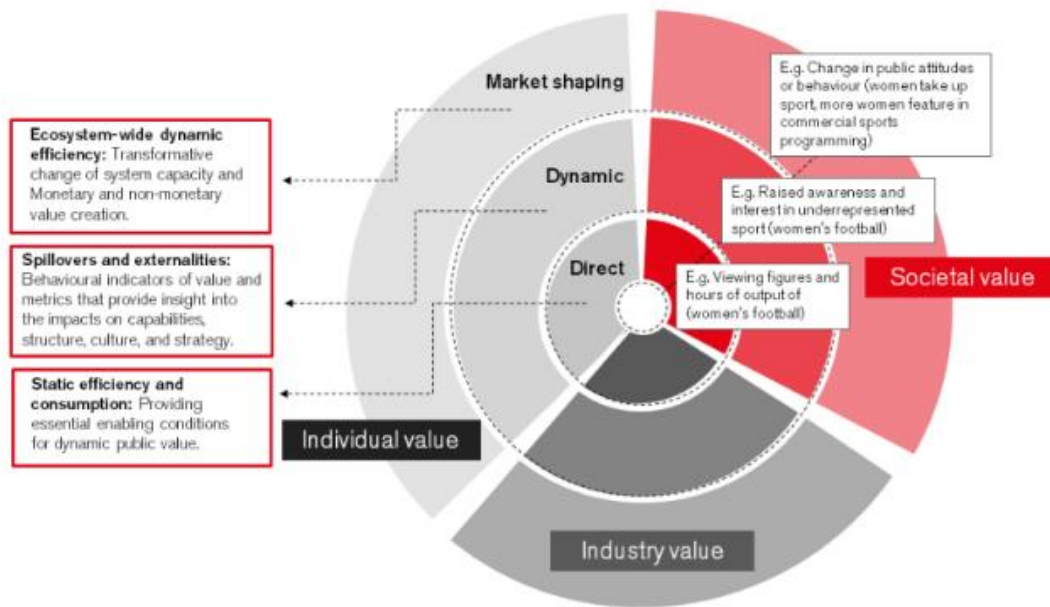 Market shaping
Dynamic
Direct
Ecosystem-wide dynamic
efficiency: Transformative
change of system capacity and
Monetary and non-monetary
value creation.
Spillovers and externalities:
Behavioural indicators of value and
metrics that provide insight into
the impacts on capabilities,
structure, culture, and strategy.
Static efficiency and
consumption: Providing
essential enabling conditions
for dynamic public value.
E.g. Change in public attitudes
or behaviour (women take up
sport, more women feature in
commercial sports
programming)
E.g. Raised awareness and
interest in underrepresented
sport (women's football)
E.g. Viewing figures and
hours of output of
(women's football)
Societal value
Individual value
Industry value